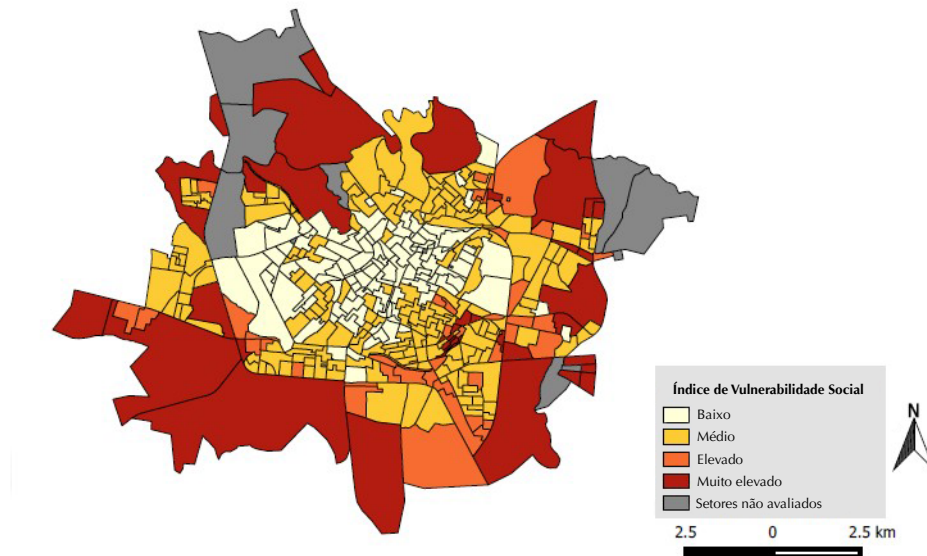 Índice de Vulnerabilidade Social
Baixo
Médio
Elevado
Muito elevado
Setores não avaliados
N
2.5 0 2.5 km